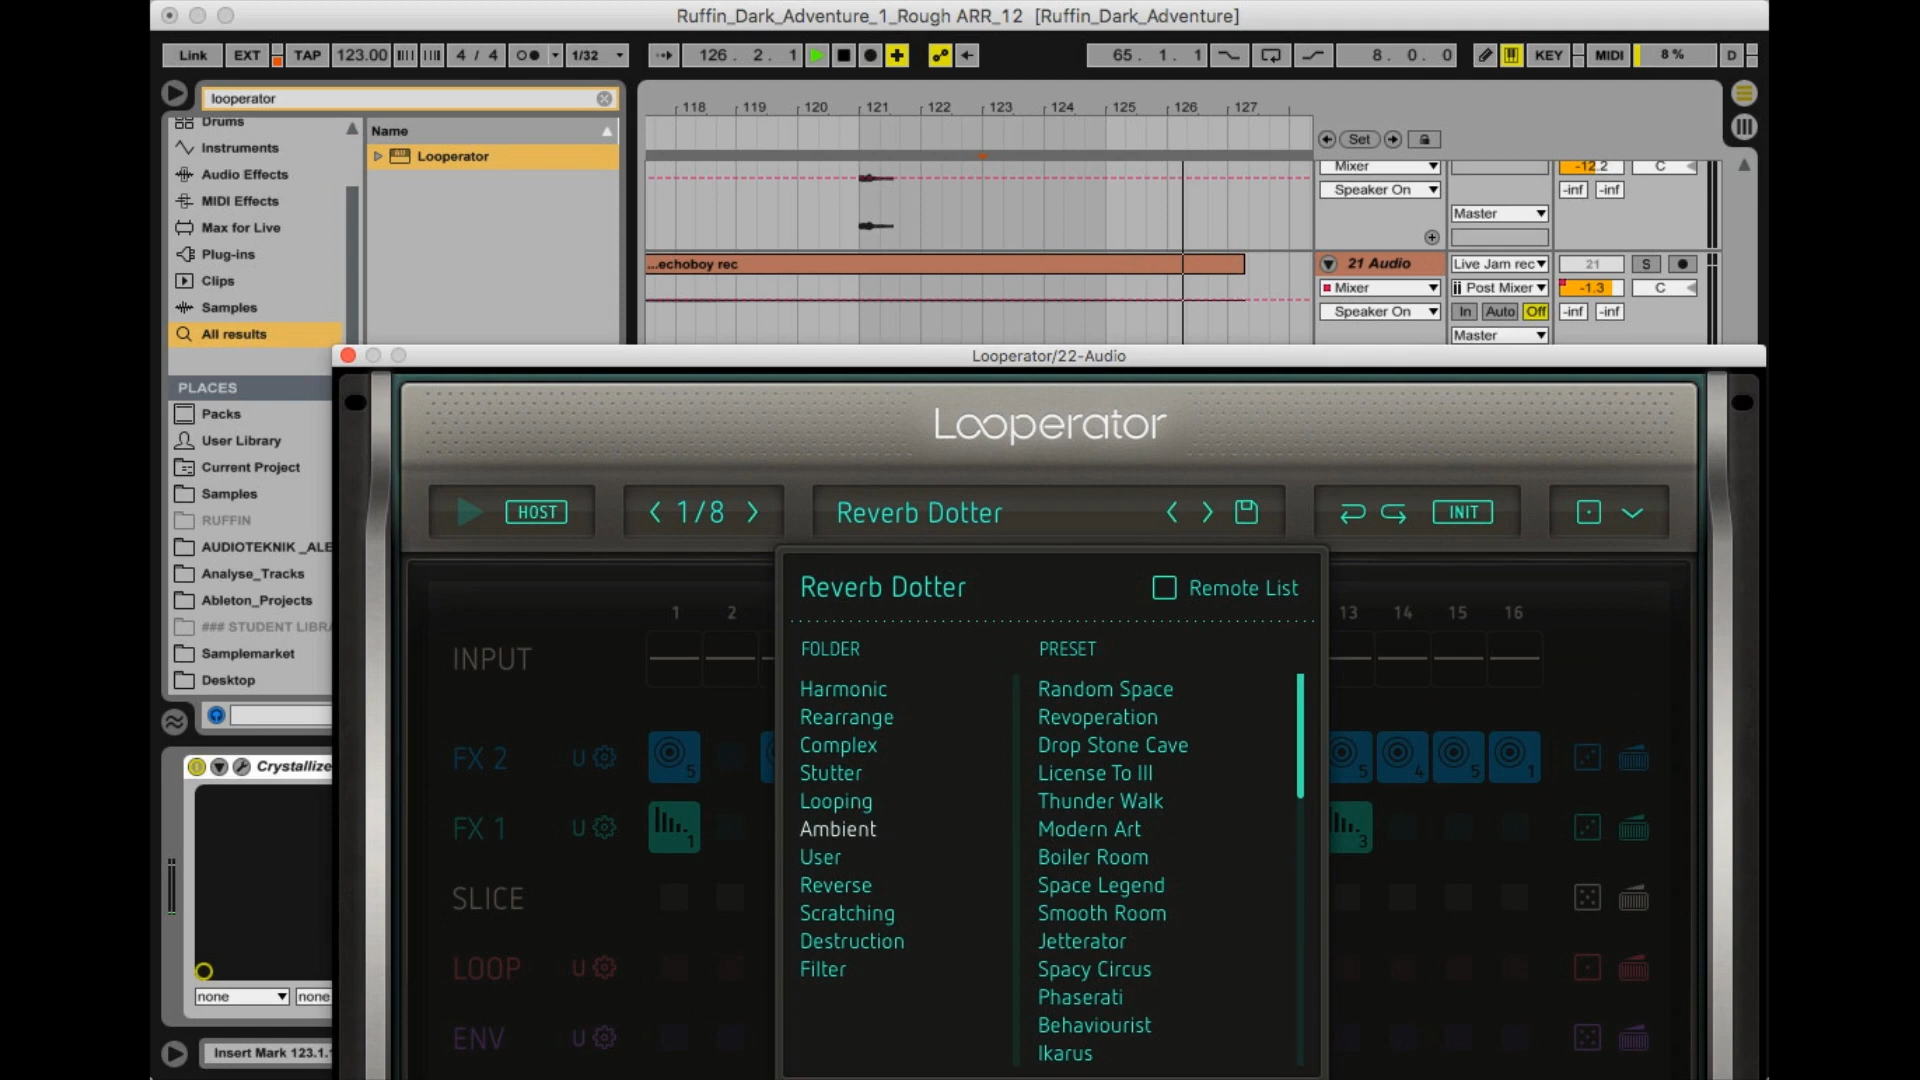 Ruffin_Dark_Adventure_1_Rough ARR_12 [Ruffin_Dark_Adventure]
Link EXT TAP 123.00 4 / 4 1/32 126. 2. 1 65. 1. 1 8. 0. 0 KEY MIDI 8 % D
looperator
Name
Looperator
Drums
Instruments
Audio Effects
MIDI Effects
Max for Live
Plug-ins
Clips
Samples
All results
PLACES
Packs
User Library
Current Project
Samples
RUFFIN
AUDIOTEKNIK _ALE
Analyse_Tracks
Ableton_Projects
### STUDENT LIBRA
Samplemarket
Desktop
118 119 120 121 122 123 124 125 126 127
Set
Mixer -12.2 C
Speaker On -inf -inf
Master
...echoboy rec
21 Audio Live Jam rec 21 S
Mixer Post Mixer -1.3 C
Speaker On In Auto Off -inf -inf
Master
Crystallize
none none
Insert Mark 123.1.1
Looperator/22-Audio
Looperator
HOST 1/8 Reverb Dotter INIT
Reverb Dotter Remote List
FOLDER
Harmonic
Rearrange
Complex
Stutter
Looping
Ambient
User
Reverse
Scratching
Destruction
Filter
PRESET
Random Space
Revoperation
Drop Stone Cave
License To Ill
Thunder Walk
Modern Art
Boiler Room
Space Legend
Smooth Room
Jetterator
Spacy Circus
Phaserati
Behaviourist
Ikarus
1 2 13 14 15 16
INPUT
FX 2 U 5 5 4 5 1
FX 1 U 1 3
SLICE
LOOP U
ENV U